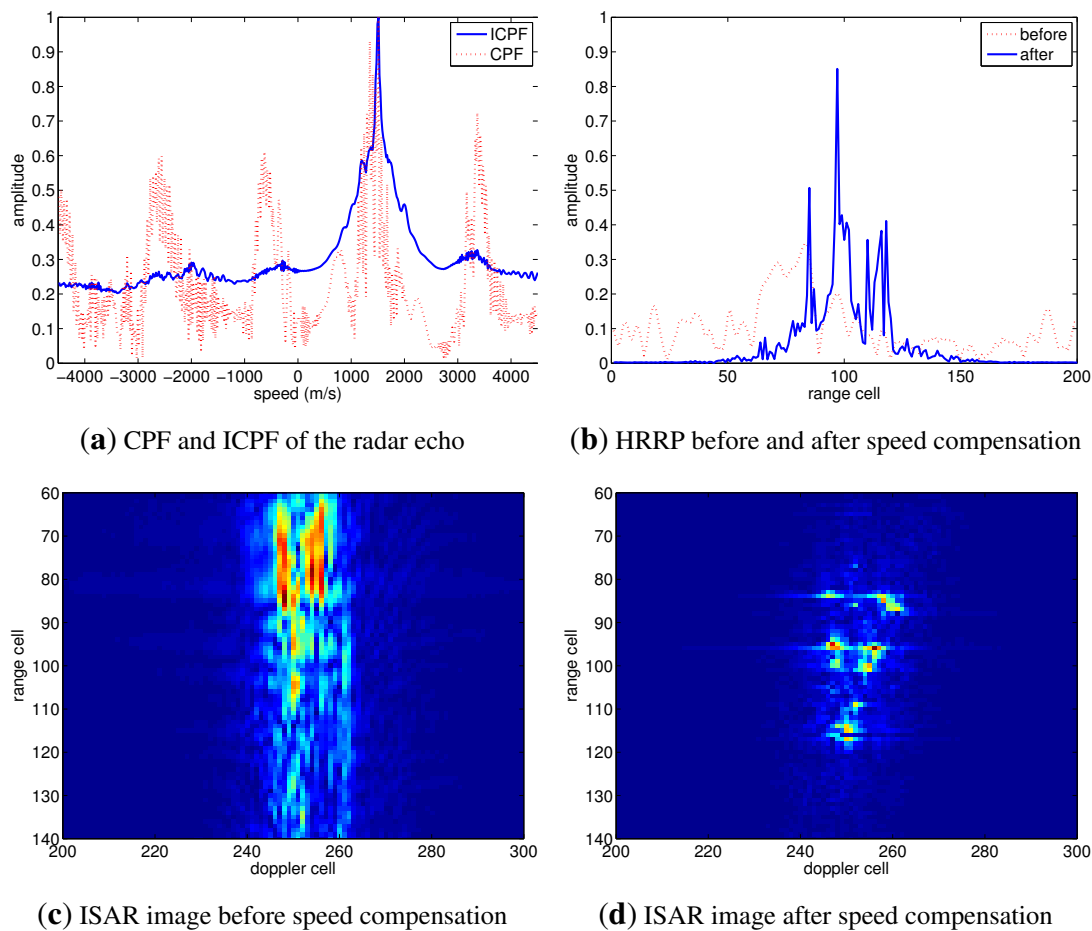 1
0.9
0.8
0.7
0.6
0.5
0.4
0.3
0.2
0.1
0
amplitude
−4000 −3000 −2000 −1000 0 1000 2000 3000 4000
speed (m/s)
ICPF
CPF
(a) CPF and ICPF of the radar echo
1
0.9
0.8
0.7
0.6
0.5
0.4
0.3
0.2
0.1
0
amplitude
0 50 100 150 200
range cell
before
after
(b) HRRP before and after speed compensation
60
70
80
90
100
110
120
130
140
range cell
200 220 240 260 280 300
doppler cell
(c) ISAR image before speed compensation
60
70
80
90
100
110
120
130
140
range cell
200 220 240 260 280 300
doppler cell
(d) ISAR image after speed compensation